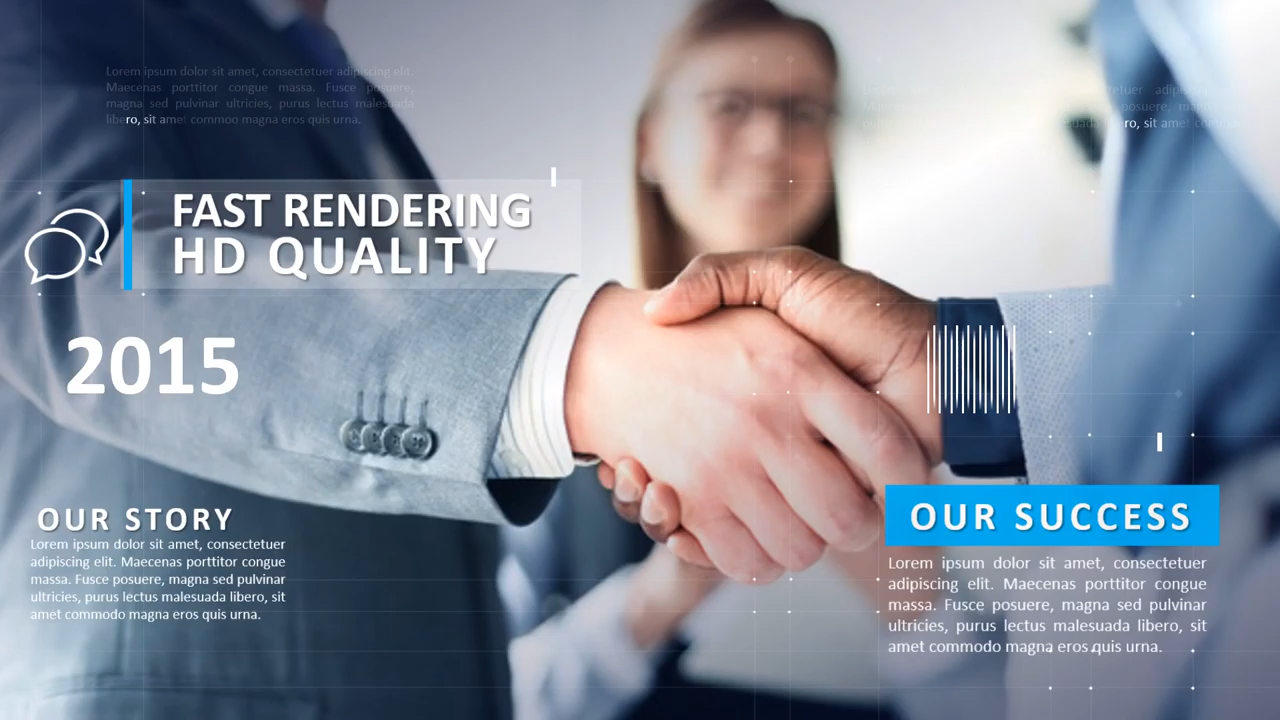 Lorem ipsum dolor sit amet, consectetuer adipiscing elit.
Maecenas porttitor congue massa. Fusce posuere,
magna sed pulvinar ultricies, purus lectus malesuada
libero, sit amet commoo magna eros quis urna.
FAST RENDERING
HD QUALITY
2015
OUR STORY
Lorem ipsum dolor sit amet, consectetuer
adipiscing elit. Maecenas porttitor congue
massa. Fusce posuere, magna sed pulvinar
ultricies, purus lectus malesuada libero, sit
amet commodo magna eros quis urna.
OUR SUCCESS
Lorem ipsum dolor sit amet, consectetuer
adipiscing elit. Maecenas porttitor congue
massa. Fusce posuere, magna sed pulvinar
ultricies, purus lectus malesuada libero, sit
amet commodo magna eros quis urna.